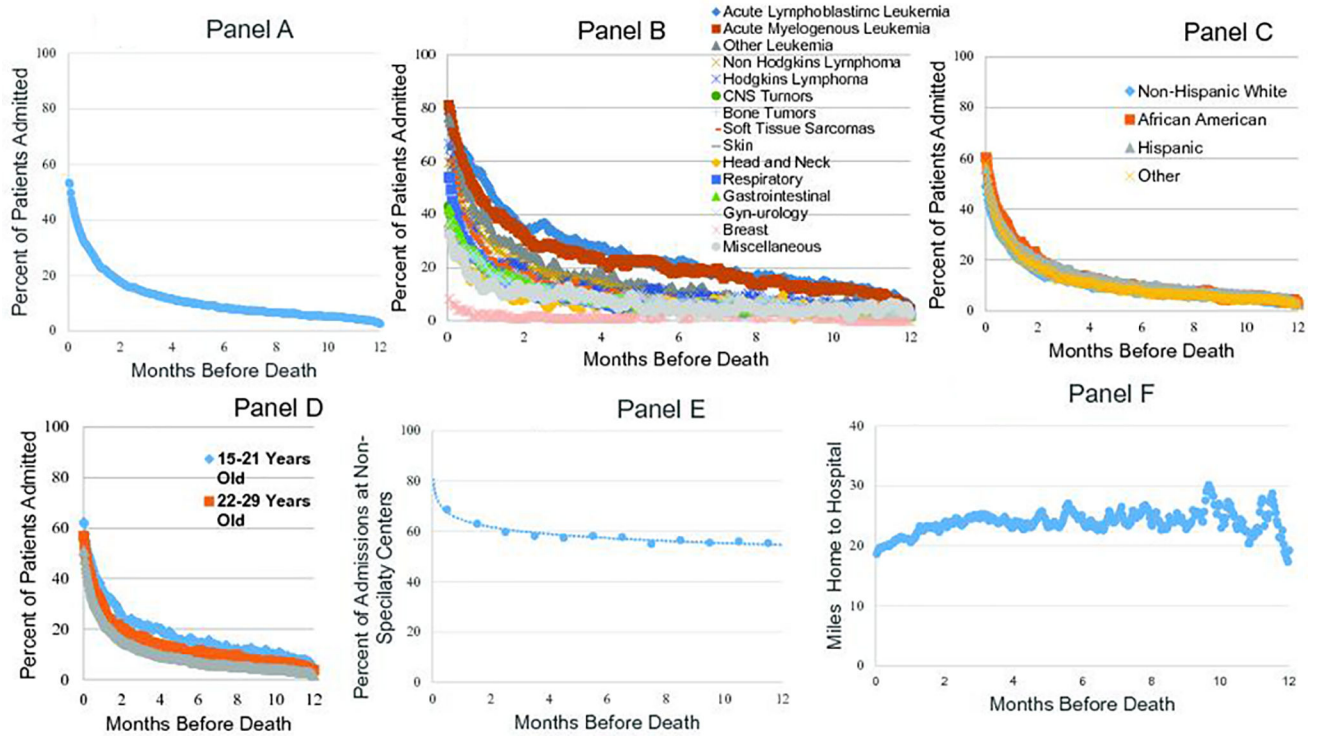 Panel A
Percent of Patients Admitted
100
80
60
40
20
0
0 2 4 6 8 10 12
Months Before Death
Panel B
Percent of Patients Admitted
100
80
60
40
20
0
0 2 4 6 8 10 12
Months Before Death
Acute Lymphoblastimc Leukemia
Acute Myelogenous Leukemia
Other Leukemia
Non Hodgkins Lymphoma
Hodgkins Lymphoma
CNS Tumors
Bone Tumors
Soft Tissue Sarcomas
Skin
Head and Neck
Respiratory
Gastrointestinal
Gyn-urology
Breast
Miscellaneous
Panel C
Percent of Patients Admitted
100
80
60
40
20
0
0 2 4 6 8 10 12
Months Before Death
Non-Hispanic White
African American
Hispanic
Other
Panel D
Percent of Patients Admitted
100
80
60
40
20
0
0 2 4 6 8 10 12
Months Before Death
15-21 Years
Old
22-29 Years
Old
Panel E
Percent of Admissions at Non-
Specilaty Centers
100
80
60
40
20
0
0 2 4 6 8 10 12
Months Before Death
Panel F
Miles Home to Hospital
40
30
20
10
0
0 2 4 6 8 10 12
Months Before Death